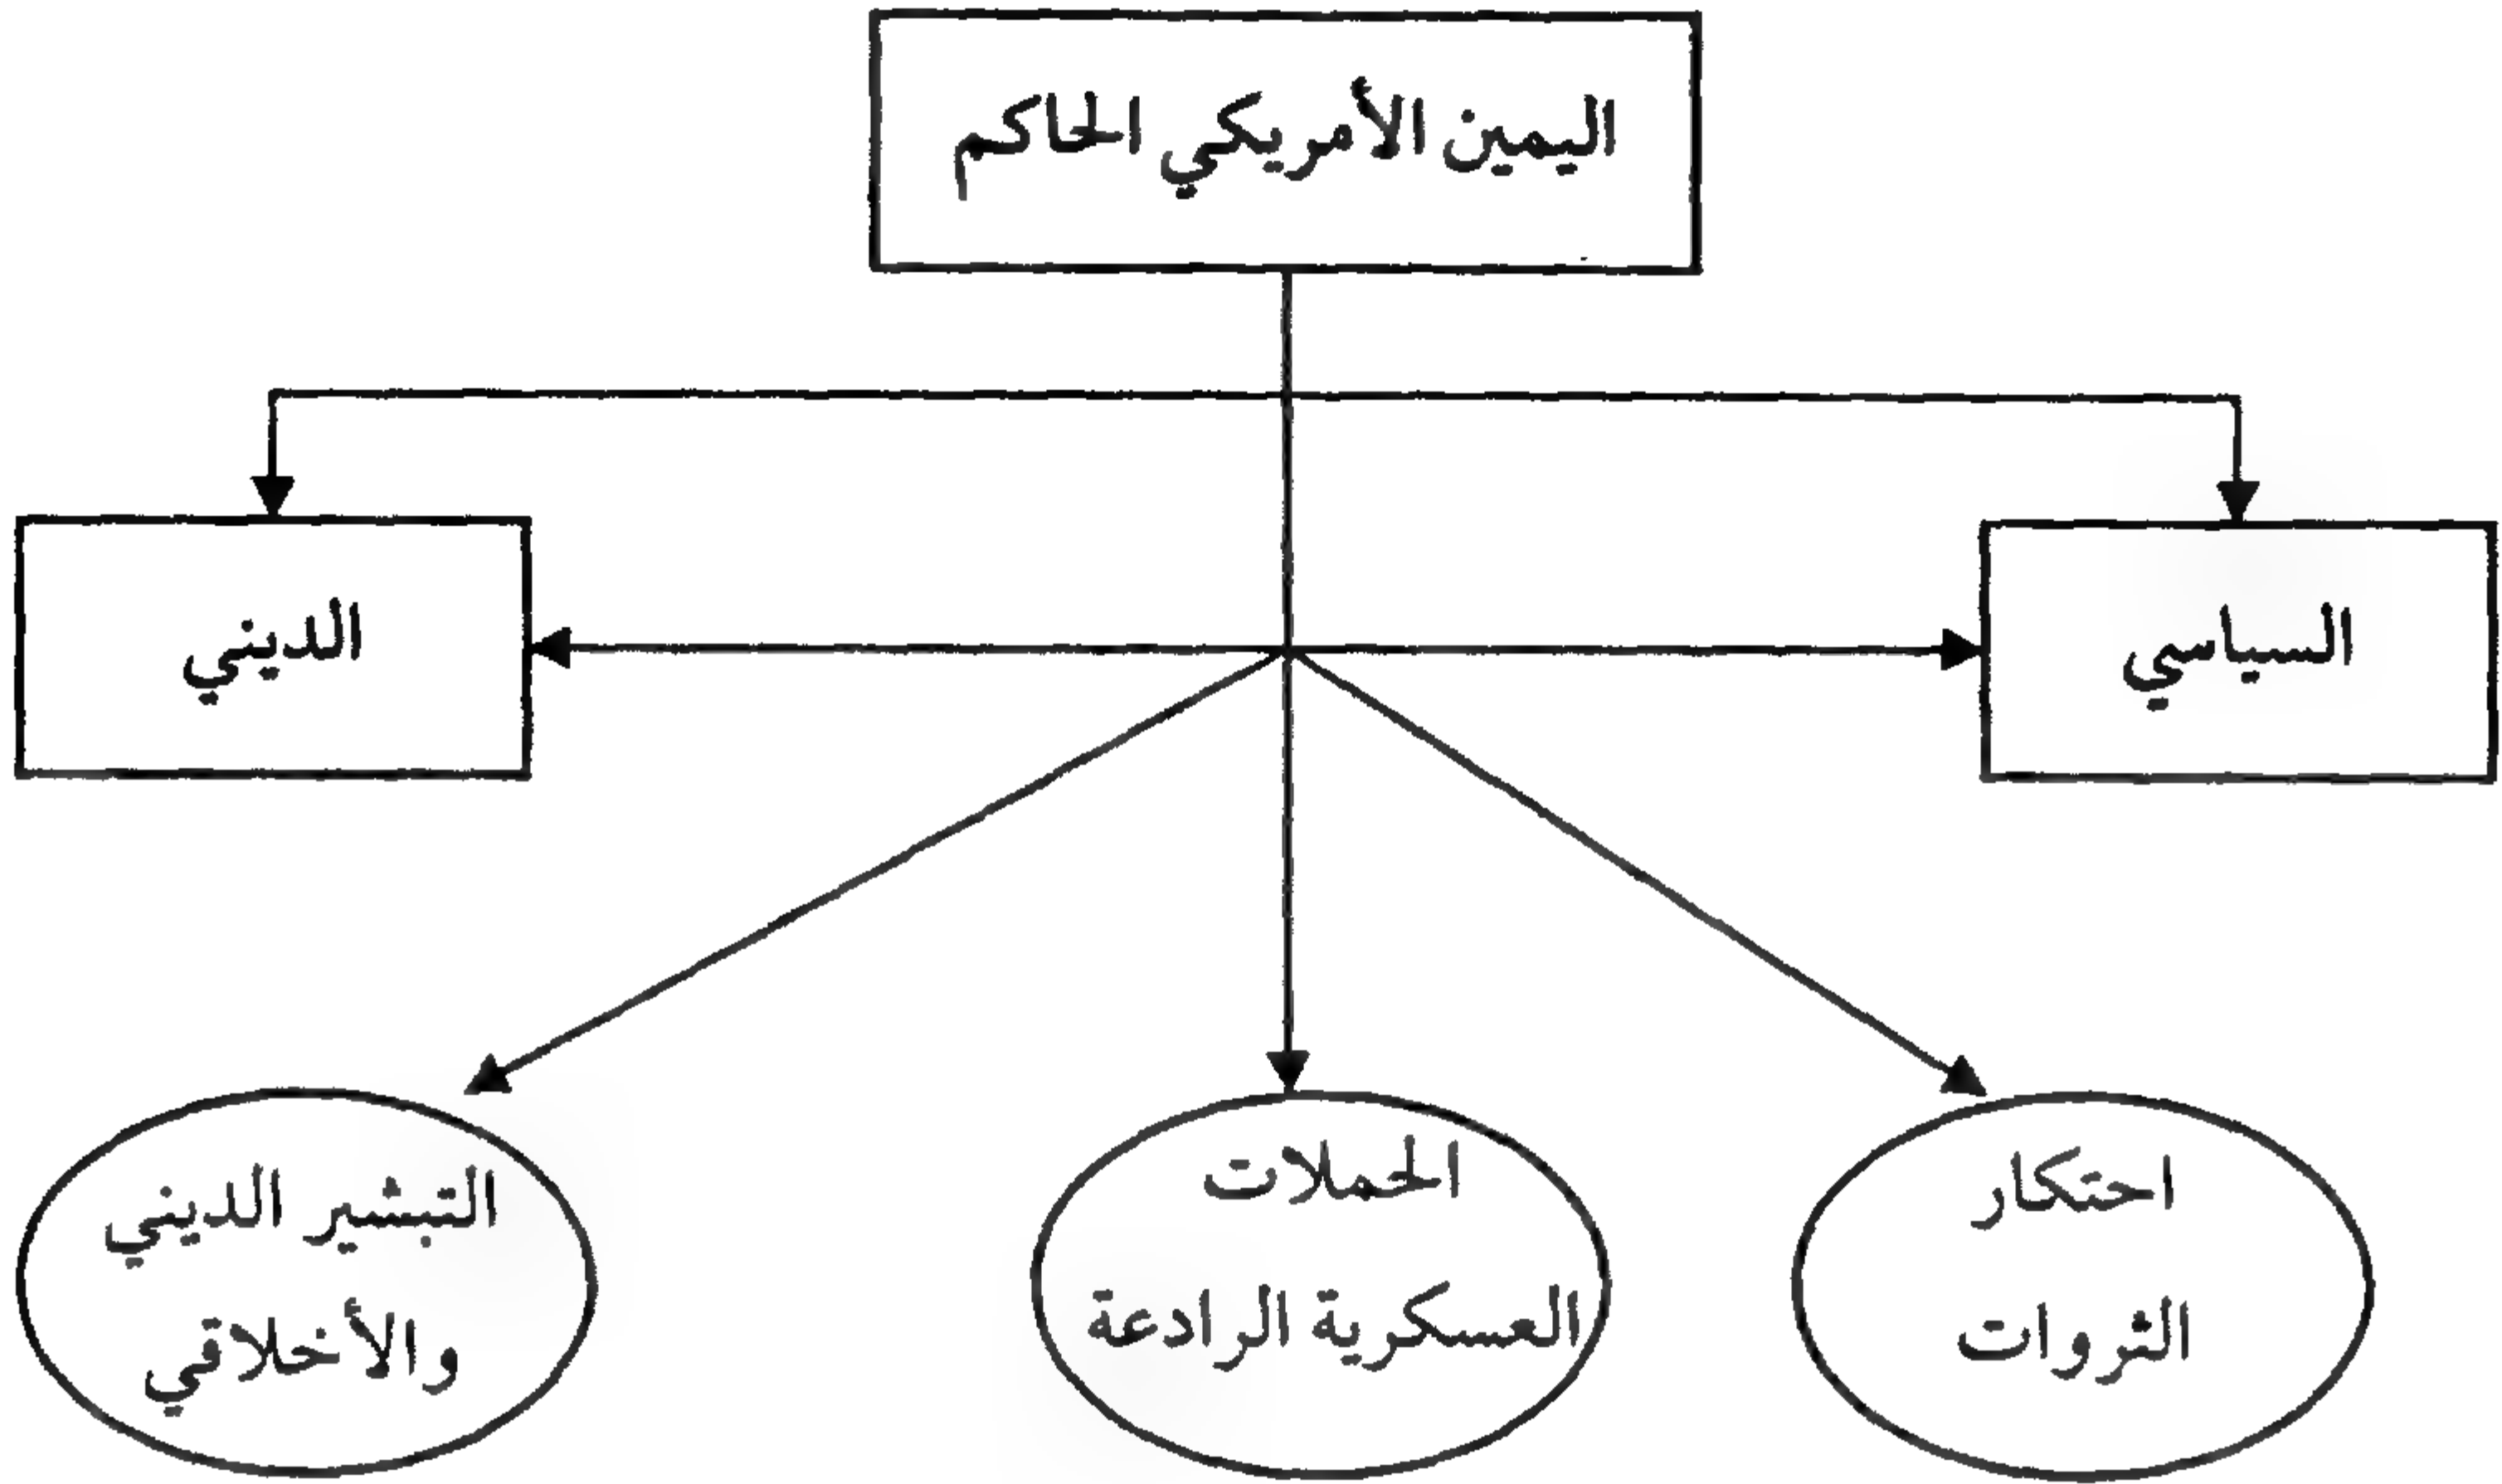 اليمين الأمريكي الحاكم
السياسي
الديني
احتكار
الثروات
الحملات
العسكرية الرادعة
التبشير الديني
والأخلاقي